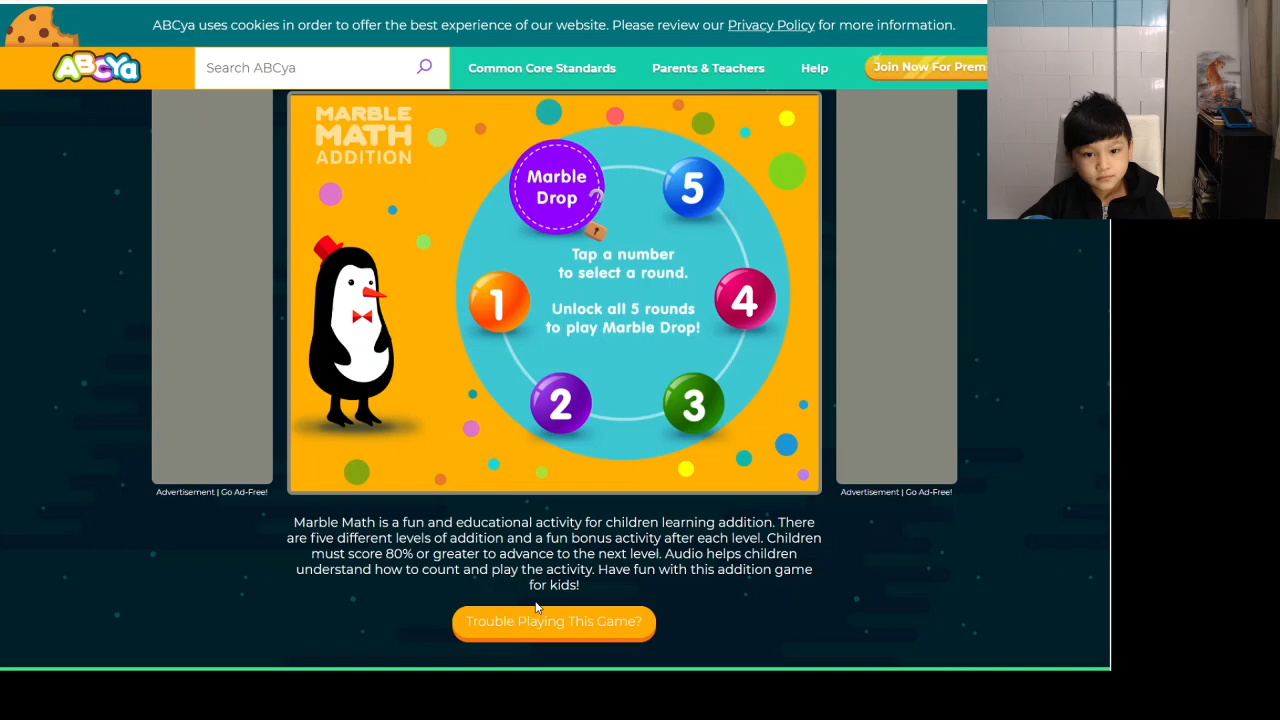 ABCya uses cookies in order to offer the best experience of our website. Please review our Privacy Policy for more information.
ABCya
Search ABCya
Common Core Standards
Parents & Teachers
Help
Join Now For Prem
MARBLE
MATH
ADDITION
Marble
Drop
5
Tap a number
to select a round.
1
4
Unlock all 5 rounds
to play Marble Drop!
2
3
Advertisement | Go Ad-Free!
Advertisement | Go Ad-Free!
Marble Math is a fun and educational activity for children learning addition. There
are five different levels of addition and a fun bonus activity after each level. Children
must score 80% or greater to advance to the next level. Audio helps children
understand how to count and play the activity. Have fun with this addition game
for kids!
Trouble Playing This Game?